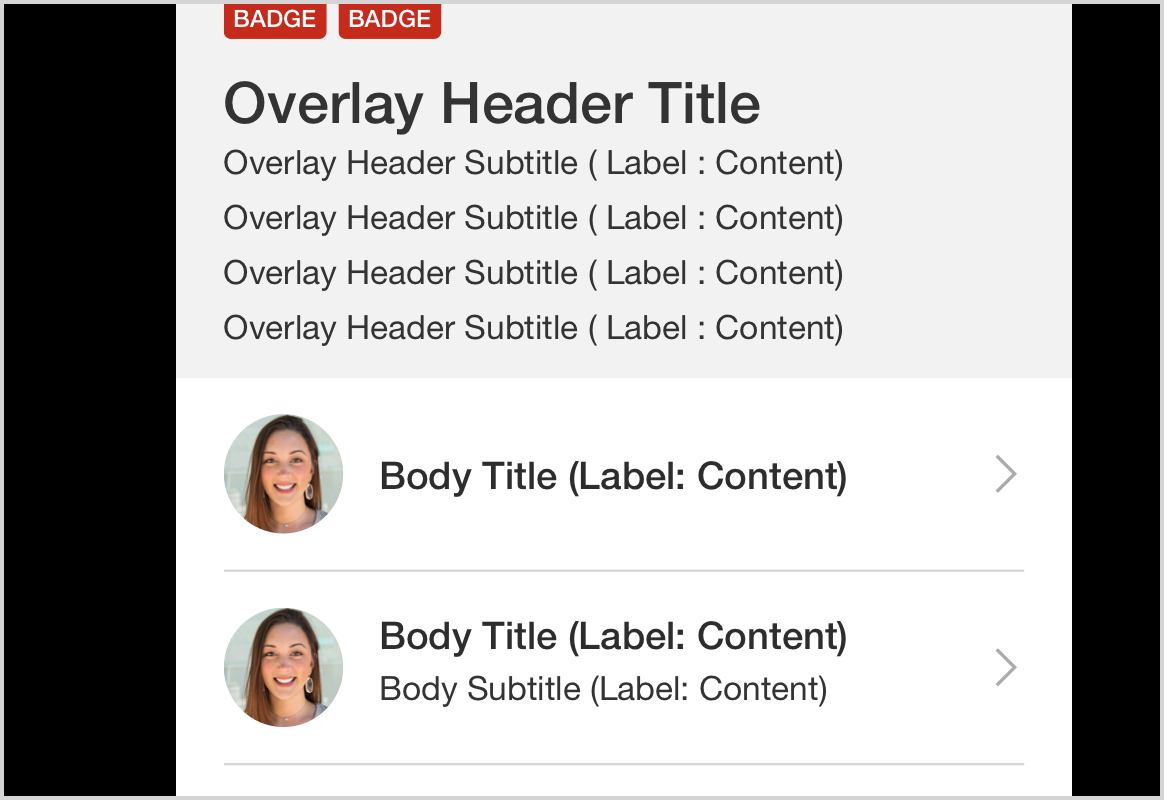 BADGE BADGE
Overlay Header Title
Overlay Header Subtitle ( Label : Content)
Overlay Header Subtitle ( Label : Content)
Overlay Header Subtitle ( Label : Content)
Overlay Header Subtitle ( Label : Content)
Body Title (Label: Content)
Body Title (Label: Content)
Body Subtitle (Label: Content)